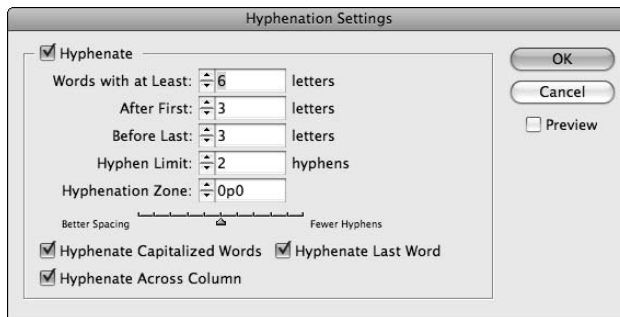 Hyphenation Settings
Hyphenate
OK
Words with at Least: 6 letters
Cancel
After First: 3 letters
Before Last: 3 letters
Preview
Hyphen Limit: 2 hyphens
Hyphenation Zone: 0p0
Better Spacing Fewer Hyphens
Hyphenate Capitalized Words Hyphenate Last Word
Hyphenate Across Column